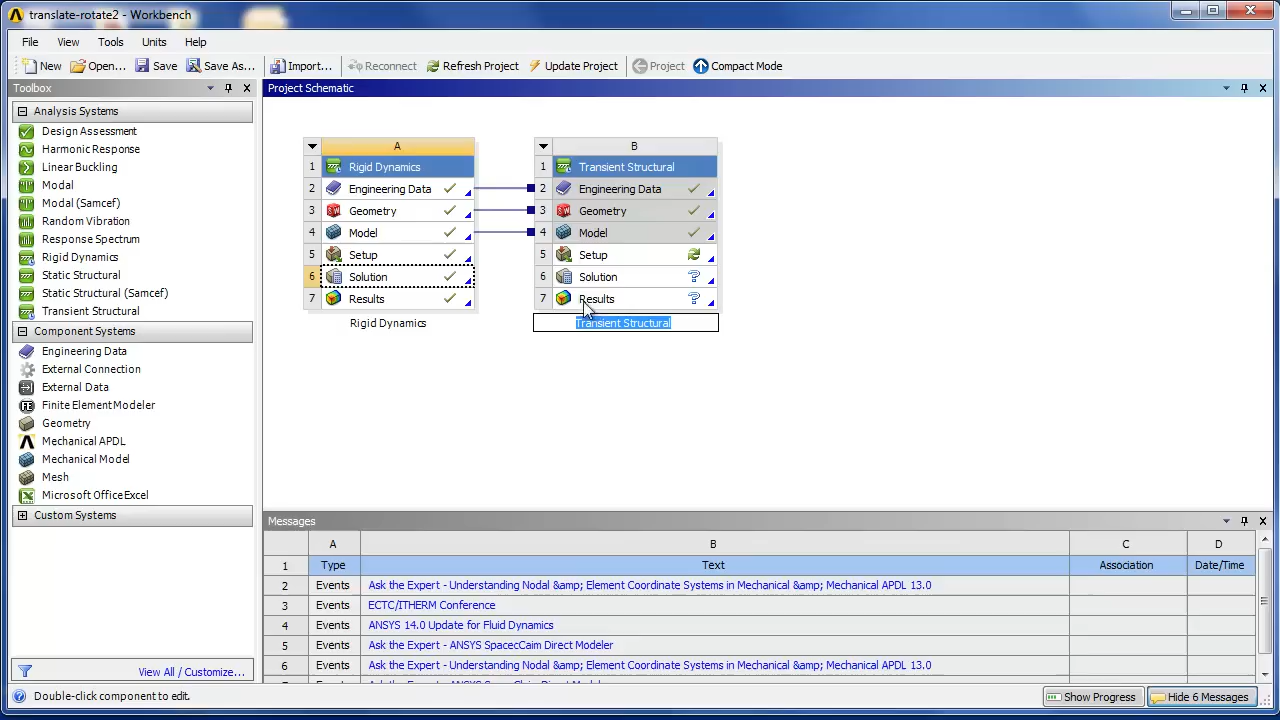 translate-rotate2 - Workbench
File View Tools Units Help
New Open... Save Save As... Import... Reconnect Refresh Project Update Project Project Compact Mode
Toolbox
Analysis Systems
Design Assessment
Harmonic Response
Linear Buckling
Modal
Modal (Samcef)
Random Vibration
Response Spectrum
Rigid Dynamics
Static Structural
Static Structural (Samcef)
Transient Structural
Component Systems
Engineering Data
External Connection
External Data
Finite Element Modeler
Geometry
Mechanical APDL
Mechanical Model
Mesh
Microsoft Office Excel
Custom Systems
View All / Customize...
Project Schematic
A
1 Rigid Dynamics
2 Engineering Data
3 Geometry
4 Model
5 Setup
6 Solution
7 Results
Rigid Dynamics
B
1 Transient Structural
2 Engineering Data
3 Geometry
4 Model
5 Setup
6 Solution
7 Results
Transient Structural
Messages
A B C D
1 Type Text Association Date/Time
2 Events Ask the Expert - Understanding Nodal &amp; Element Coordinate Systems in Mechanical &amp; Mechanical APDL 13.0
3 Events ECTC/ITHERM Conference
4 Events ANSYS 14.0 Update for Fluid Dynamics
5 Events Ask the Expert - ANSYS SpacecCaim Direct Modeler
6 Events Ask the Expert - Understanding Nodal &amp; Element Coordinate Systems in Mechanical &amp; Mechanical APDL 13.0
Double-click component to edit.
Show Progress Hide 6 Messages